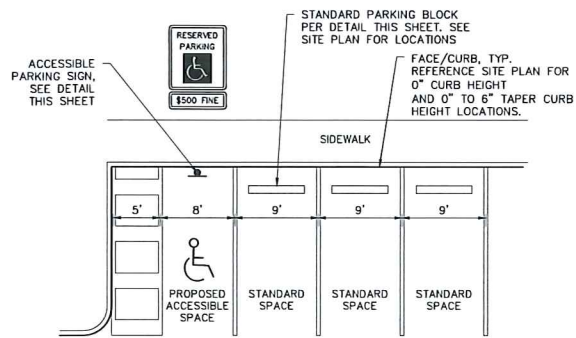 RESERVED
PARKING
$500 FINE
ACCESSIBLE
PARKING SIGN,
SEE DETAIL
THIS SHEET
STANDARD PARKING BLOCK
PER DETAIL THIS SHEET. SEE
SITE PLAN FOR LOCATIONS
FACE/CURB, TYP.
REFERENCE SITE PLAN FOR
0" CURB HEIGHT
AND 0" TO 6" TAPER CURB
HEIGHT LOCATIONS.
SIDEWALK
5' 8' 9' 9' 9'
PROPOSED
ACCESSIBLE
SPACE
STANDARD
SPACE
STANDARD
SPACE
STANDARD
SPACE